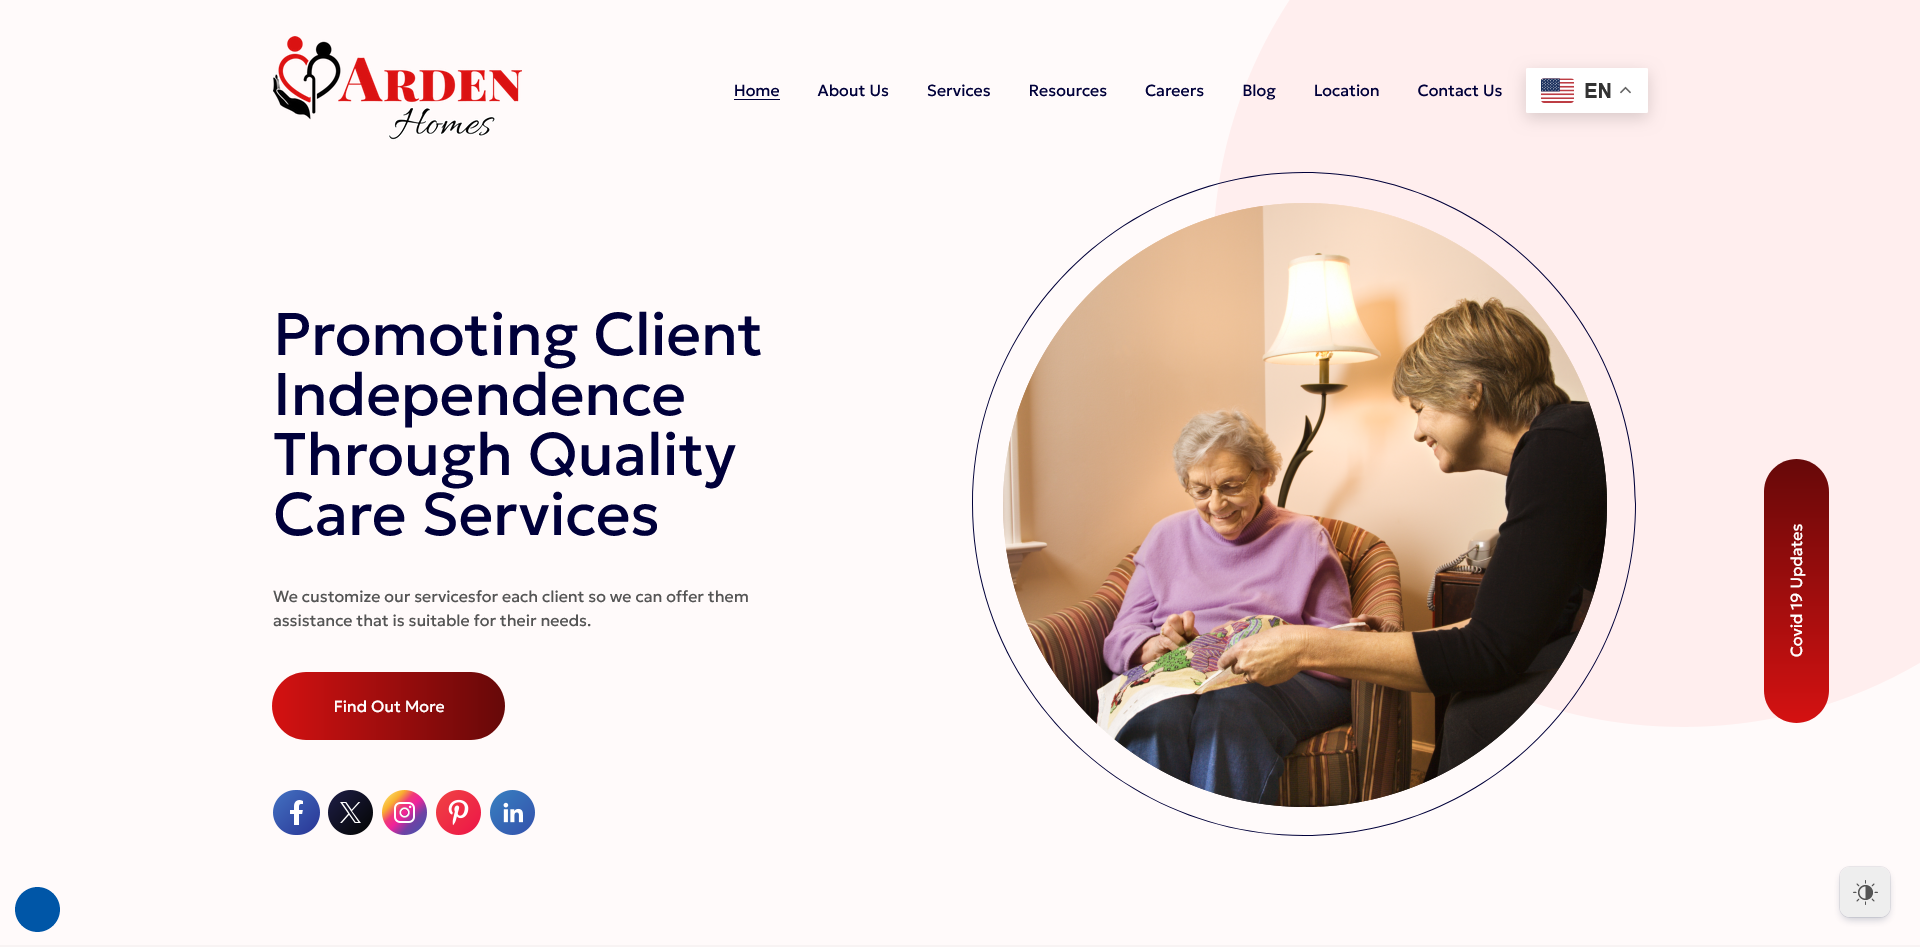 ARDEN
Homes
Home
About Us
Services
Resources
Careers
Blog
Location
Contact Us
EN
Promoting Client
Independence
Through Quality
Care Services
We customize our servicesfor each client so we can offer them
assistance that is suitable for their needs.
Find Out More
Covid 19 Updates